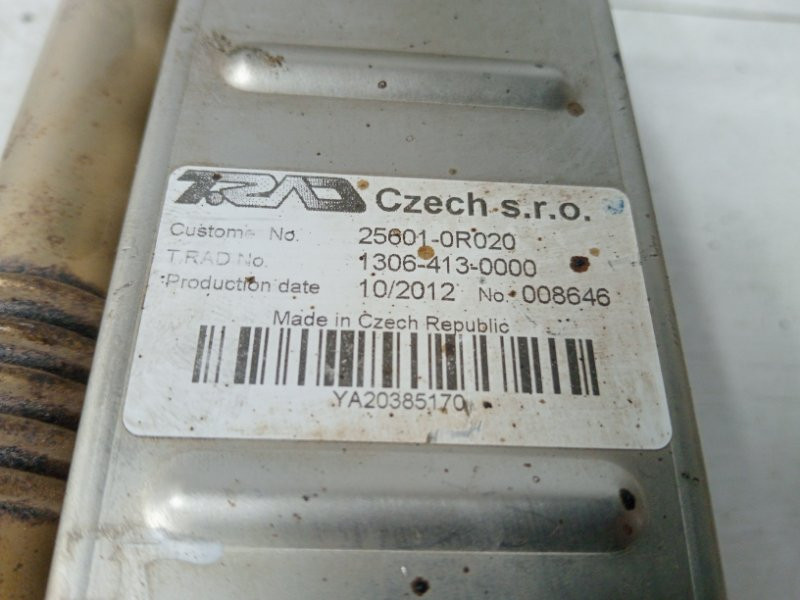 T.RAD Czech s.r.o.
Custome No. 25601-0R020
T.RAD No. 1306-413-0000
Production date 10/2012 No. 008646
Made in Czech Republic
YA20385170